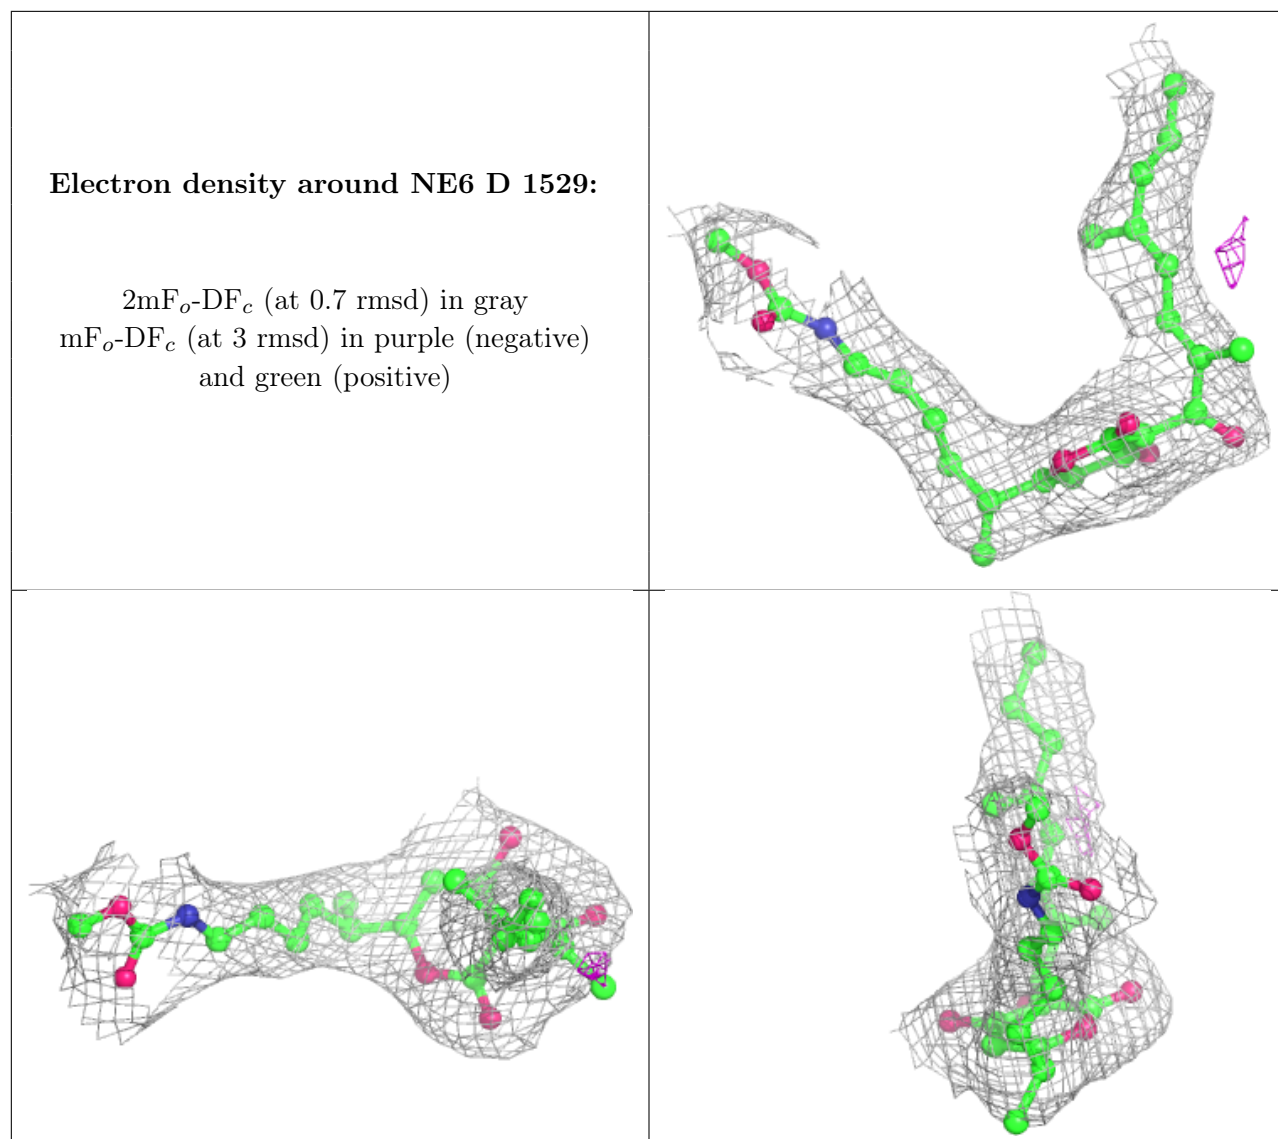 Electron density around NE6 D 1529:
2mFo-DFc (at 0.7 rmsd) in gray
mFo-DFc (at 3 rmsd) in purple (negative)
and green (positive)